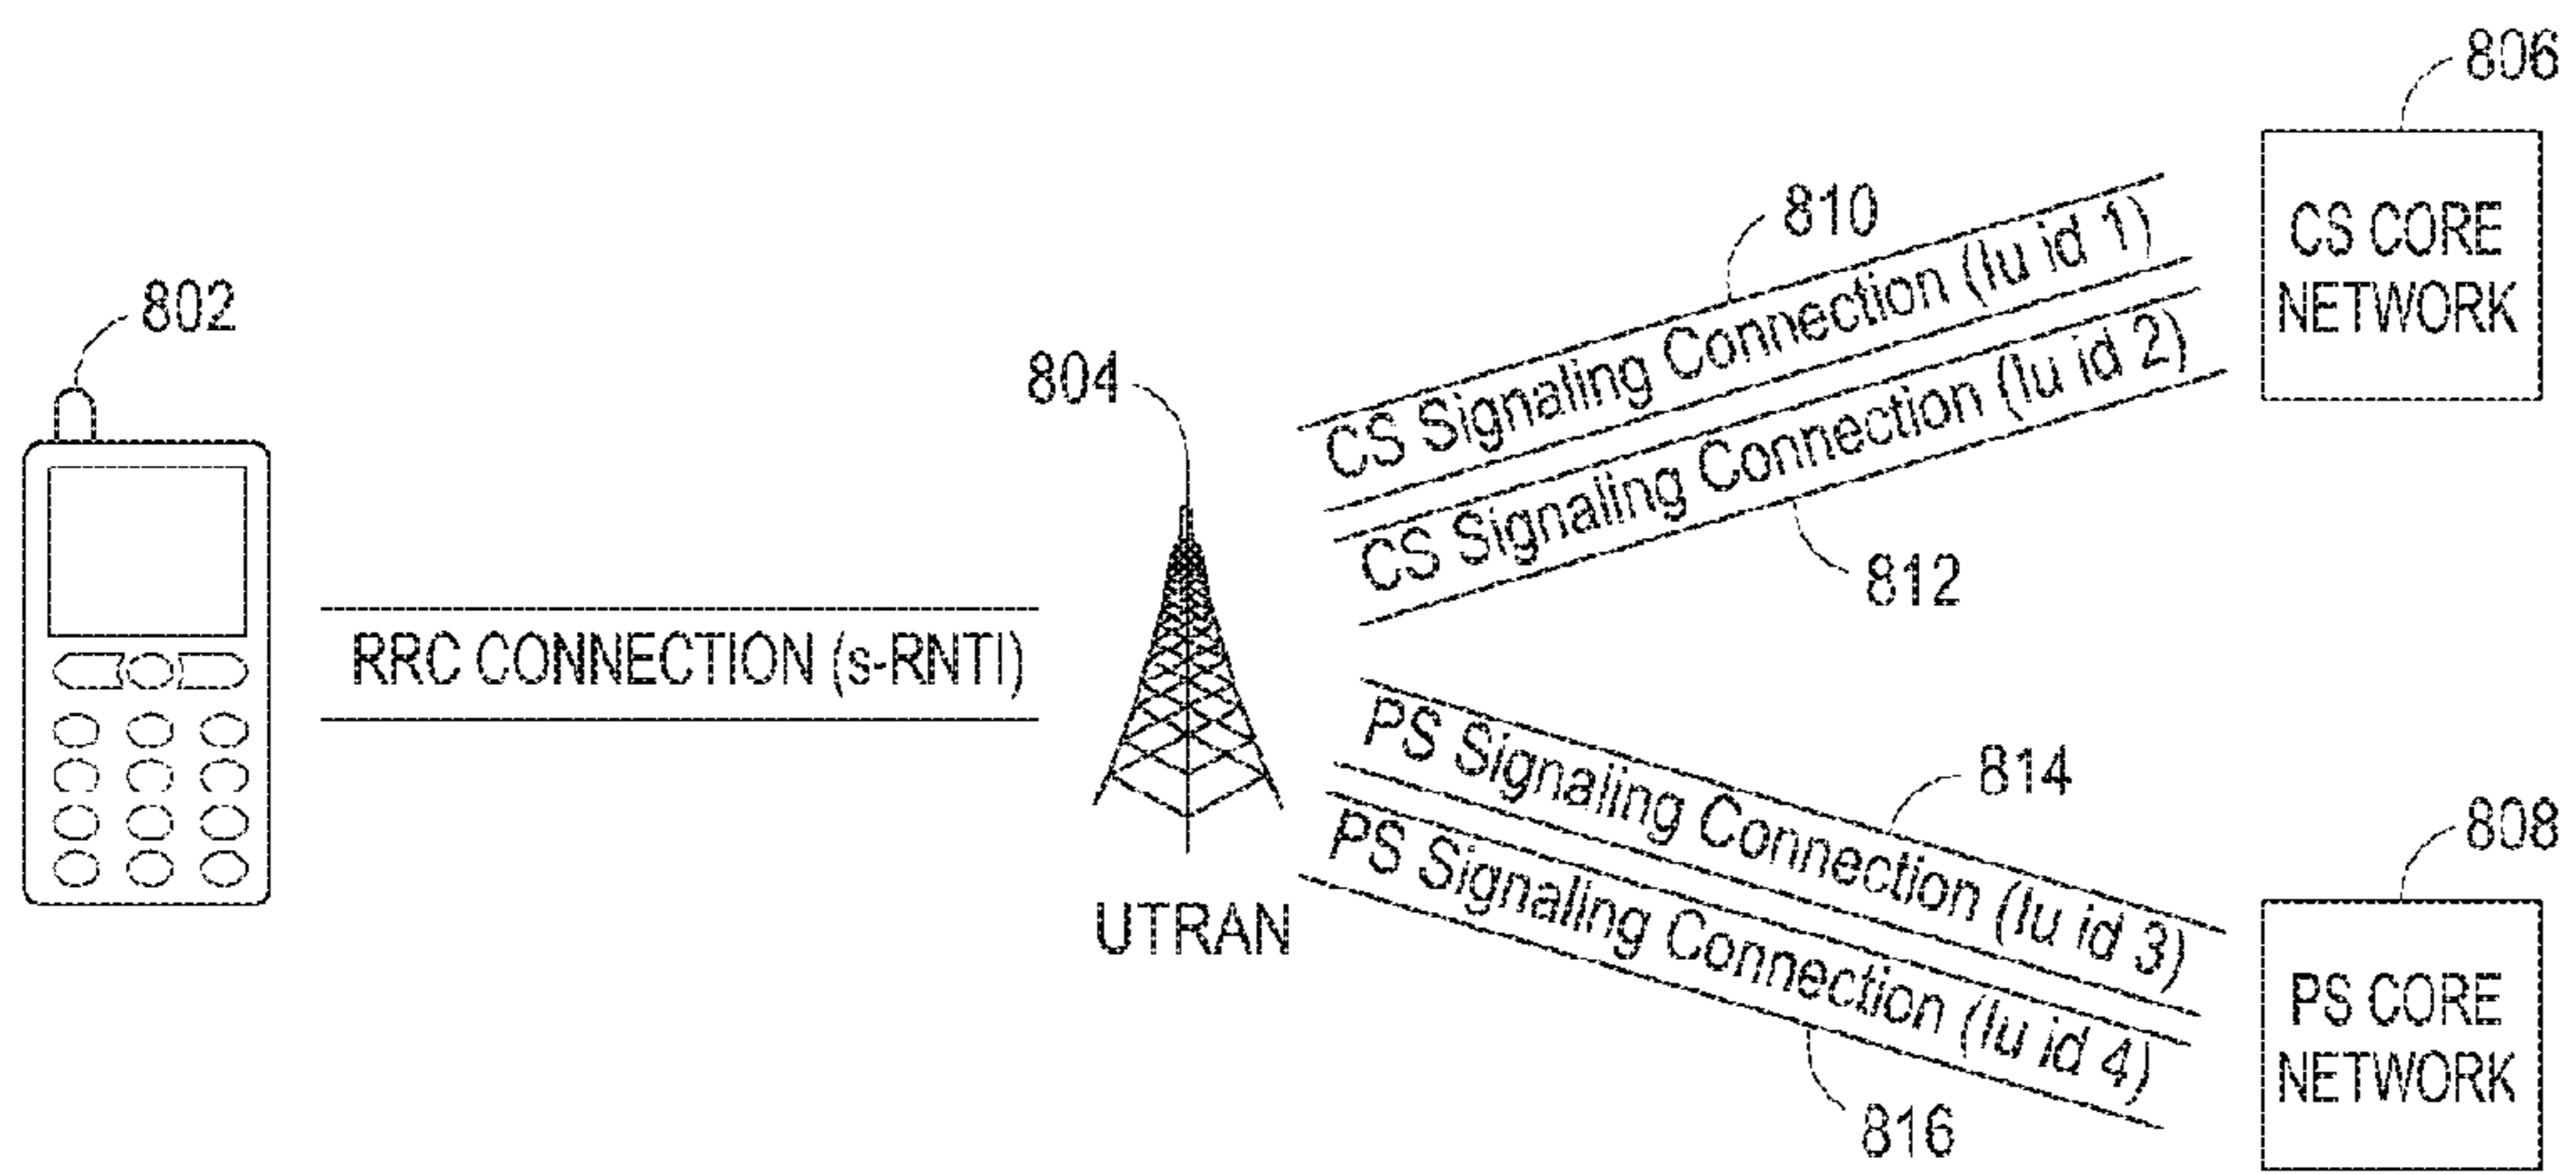 806
810
CS CORE
NETWORK
CS Signaling Connection (Iu id 1)
802
CS Signaling Connection (Iu id 2)
804
812
RRC CONNECTION (s-RNTI)
PS Signaling Connection (Iu id 3)
814
808
PS Signaling Connection (Iu id 4)
UTRAN
PS CORE
NETWORK
816